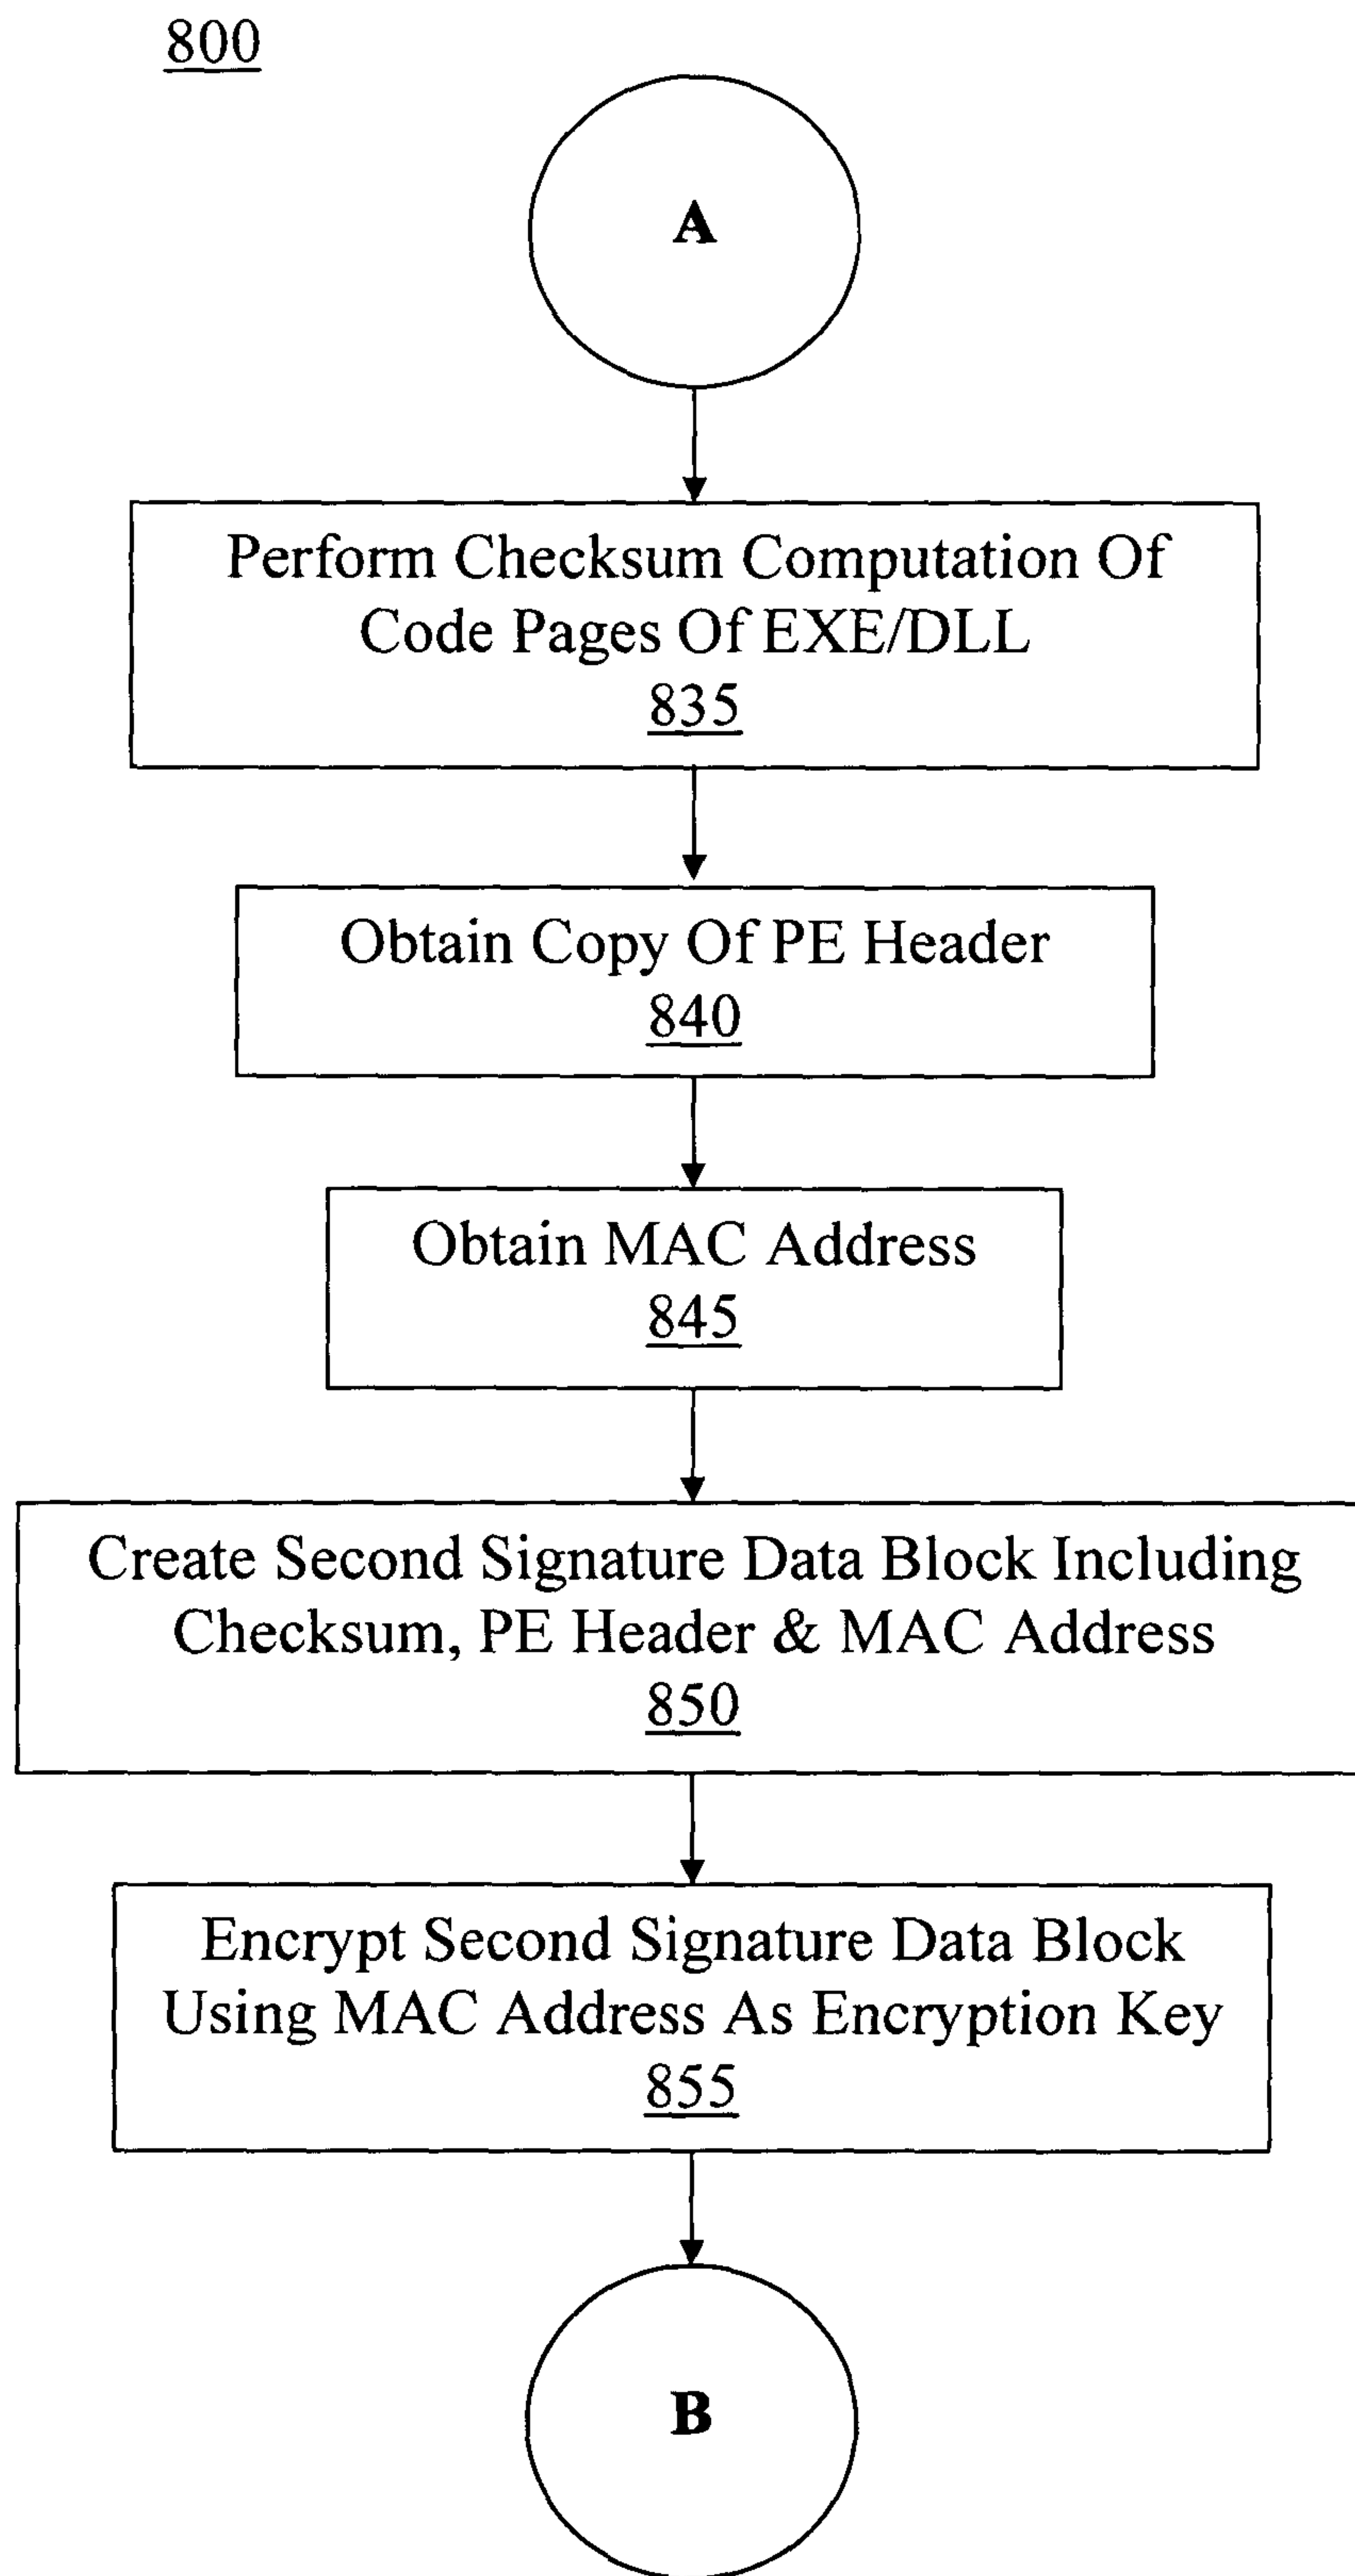 800
A
Perform Checksum Computation Of
Code Pages Of EXE/DLL
835
Obtain Copy Of PE Header
840
Obtain MAC Address
845
Create Second Signature Data Block Including
Checksum, PE Header & MAC Address
850
Encrypt Second Signature Data Block
Using MAC Address As Encryption Key
855
B